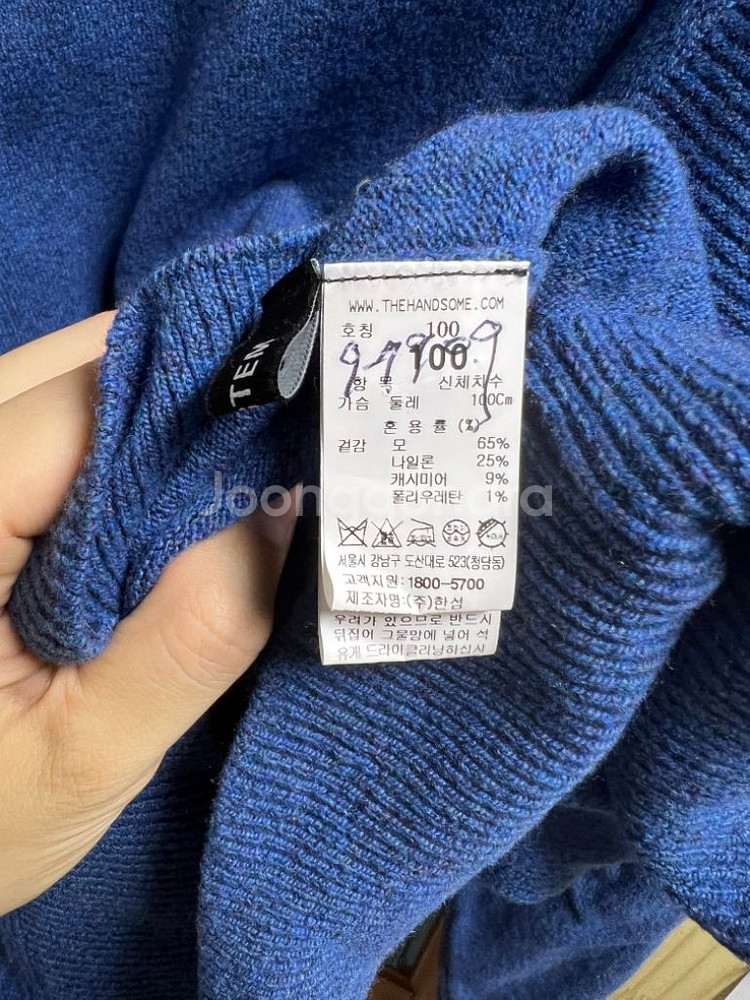 WWW.THEHANDSOME.COM
호칭 100
100
항 목 신체치수
가슴 둘레 100Cm
혼 용 률 (%)
겉감 모 65%
나일론 25%
캐시미어 9%
폴리우레탄 1%
서울시 강남구 도산대로 523(청담동)
고객지원:1800-5700
제조자명:(주)한섬
우려가 있으므로 반드시
뒤집어 그물망에 넣어 석
유계 드라이클리닝하십시
TEM
Joonggonara